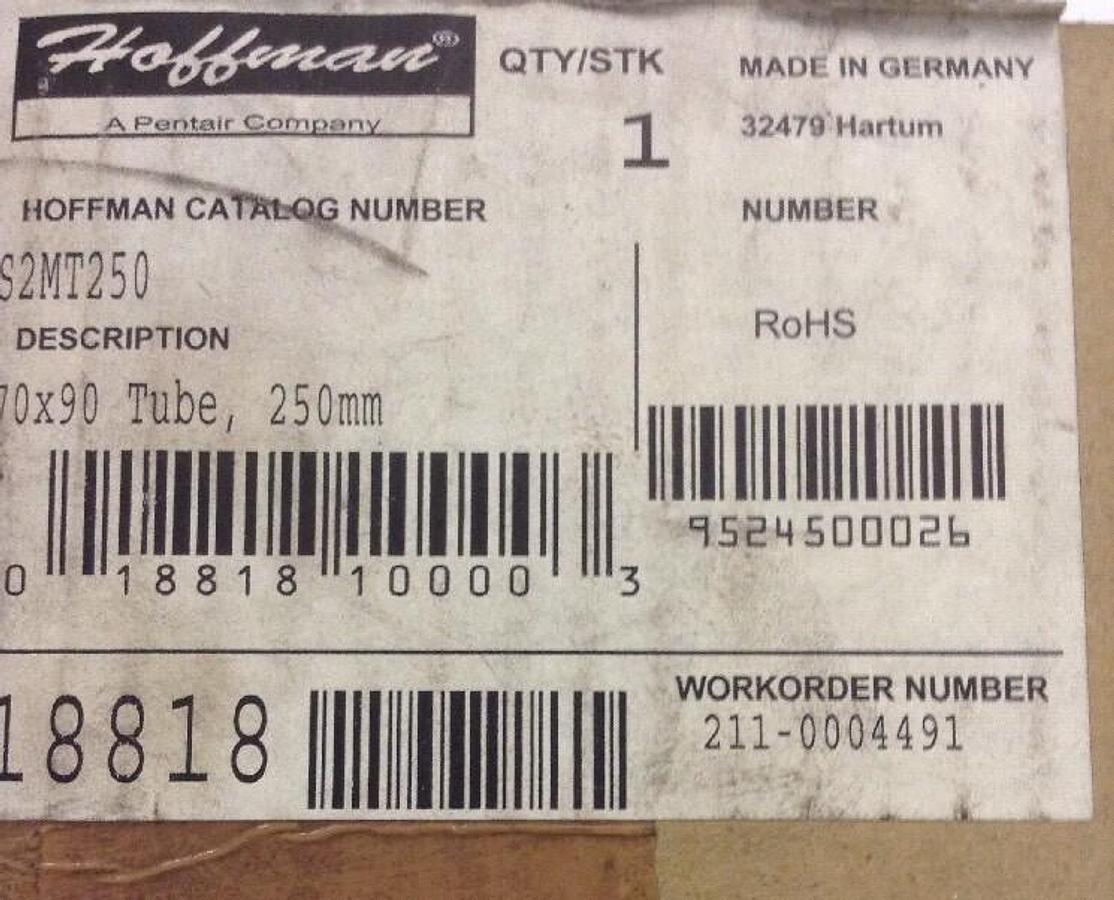 Hoffman®
A Pentair Company
QTY/STK
1
MADE IN GERMANY
32479 Hartum
HOFFMAN CATALOG NUMBER
S2MT250
NUMBER
DESCRIPTION
RoHS
70x90 Tube, 250mm
9524500026
0 18818 10000 3
18818
WORKORDER NUMBER
211-0004491